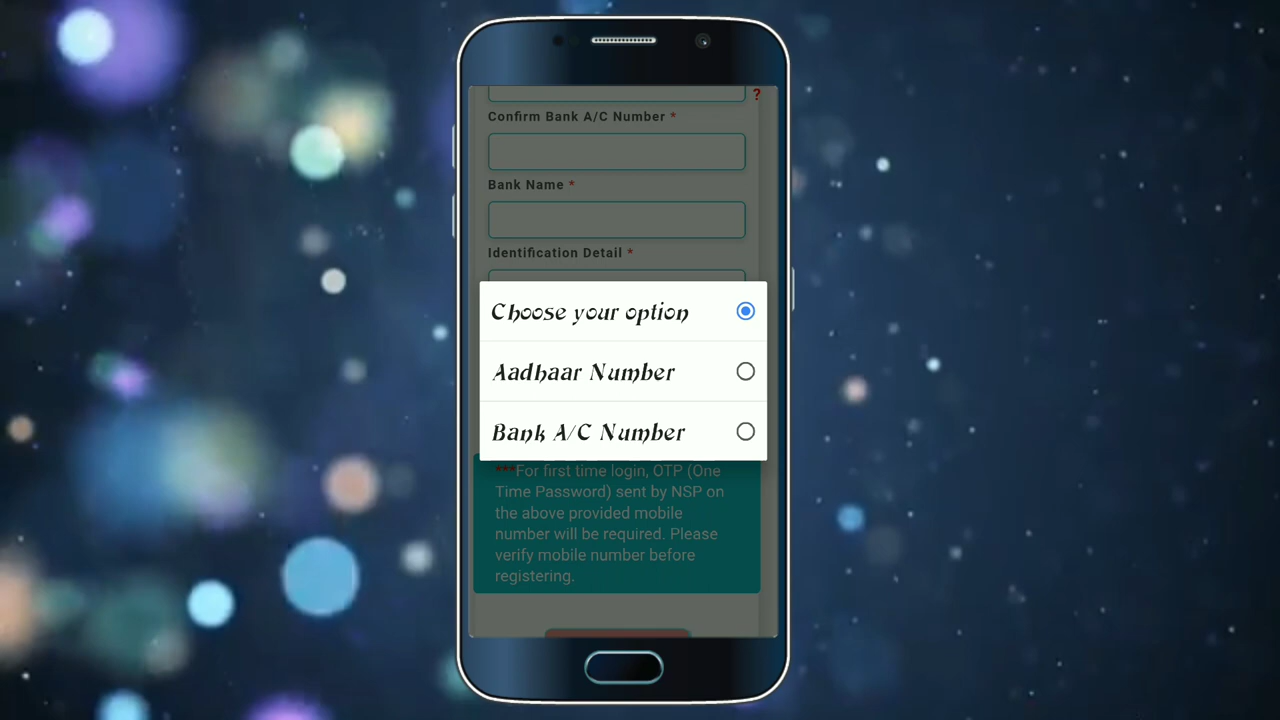 ?
Confirm Bank A/C Number *
Bank Name *
Identification Detail *
Choose your option
Aadhaar Number
Bank A/C Number
***For first time login, OTP (One
Time Password) sent by NSP on
the above provided mobile
number will be required. Please
verify mobile number before
registering.